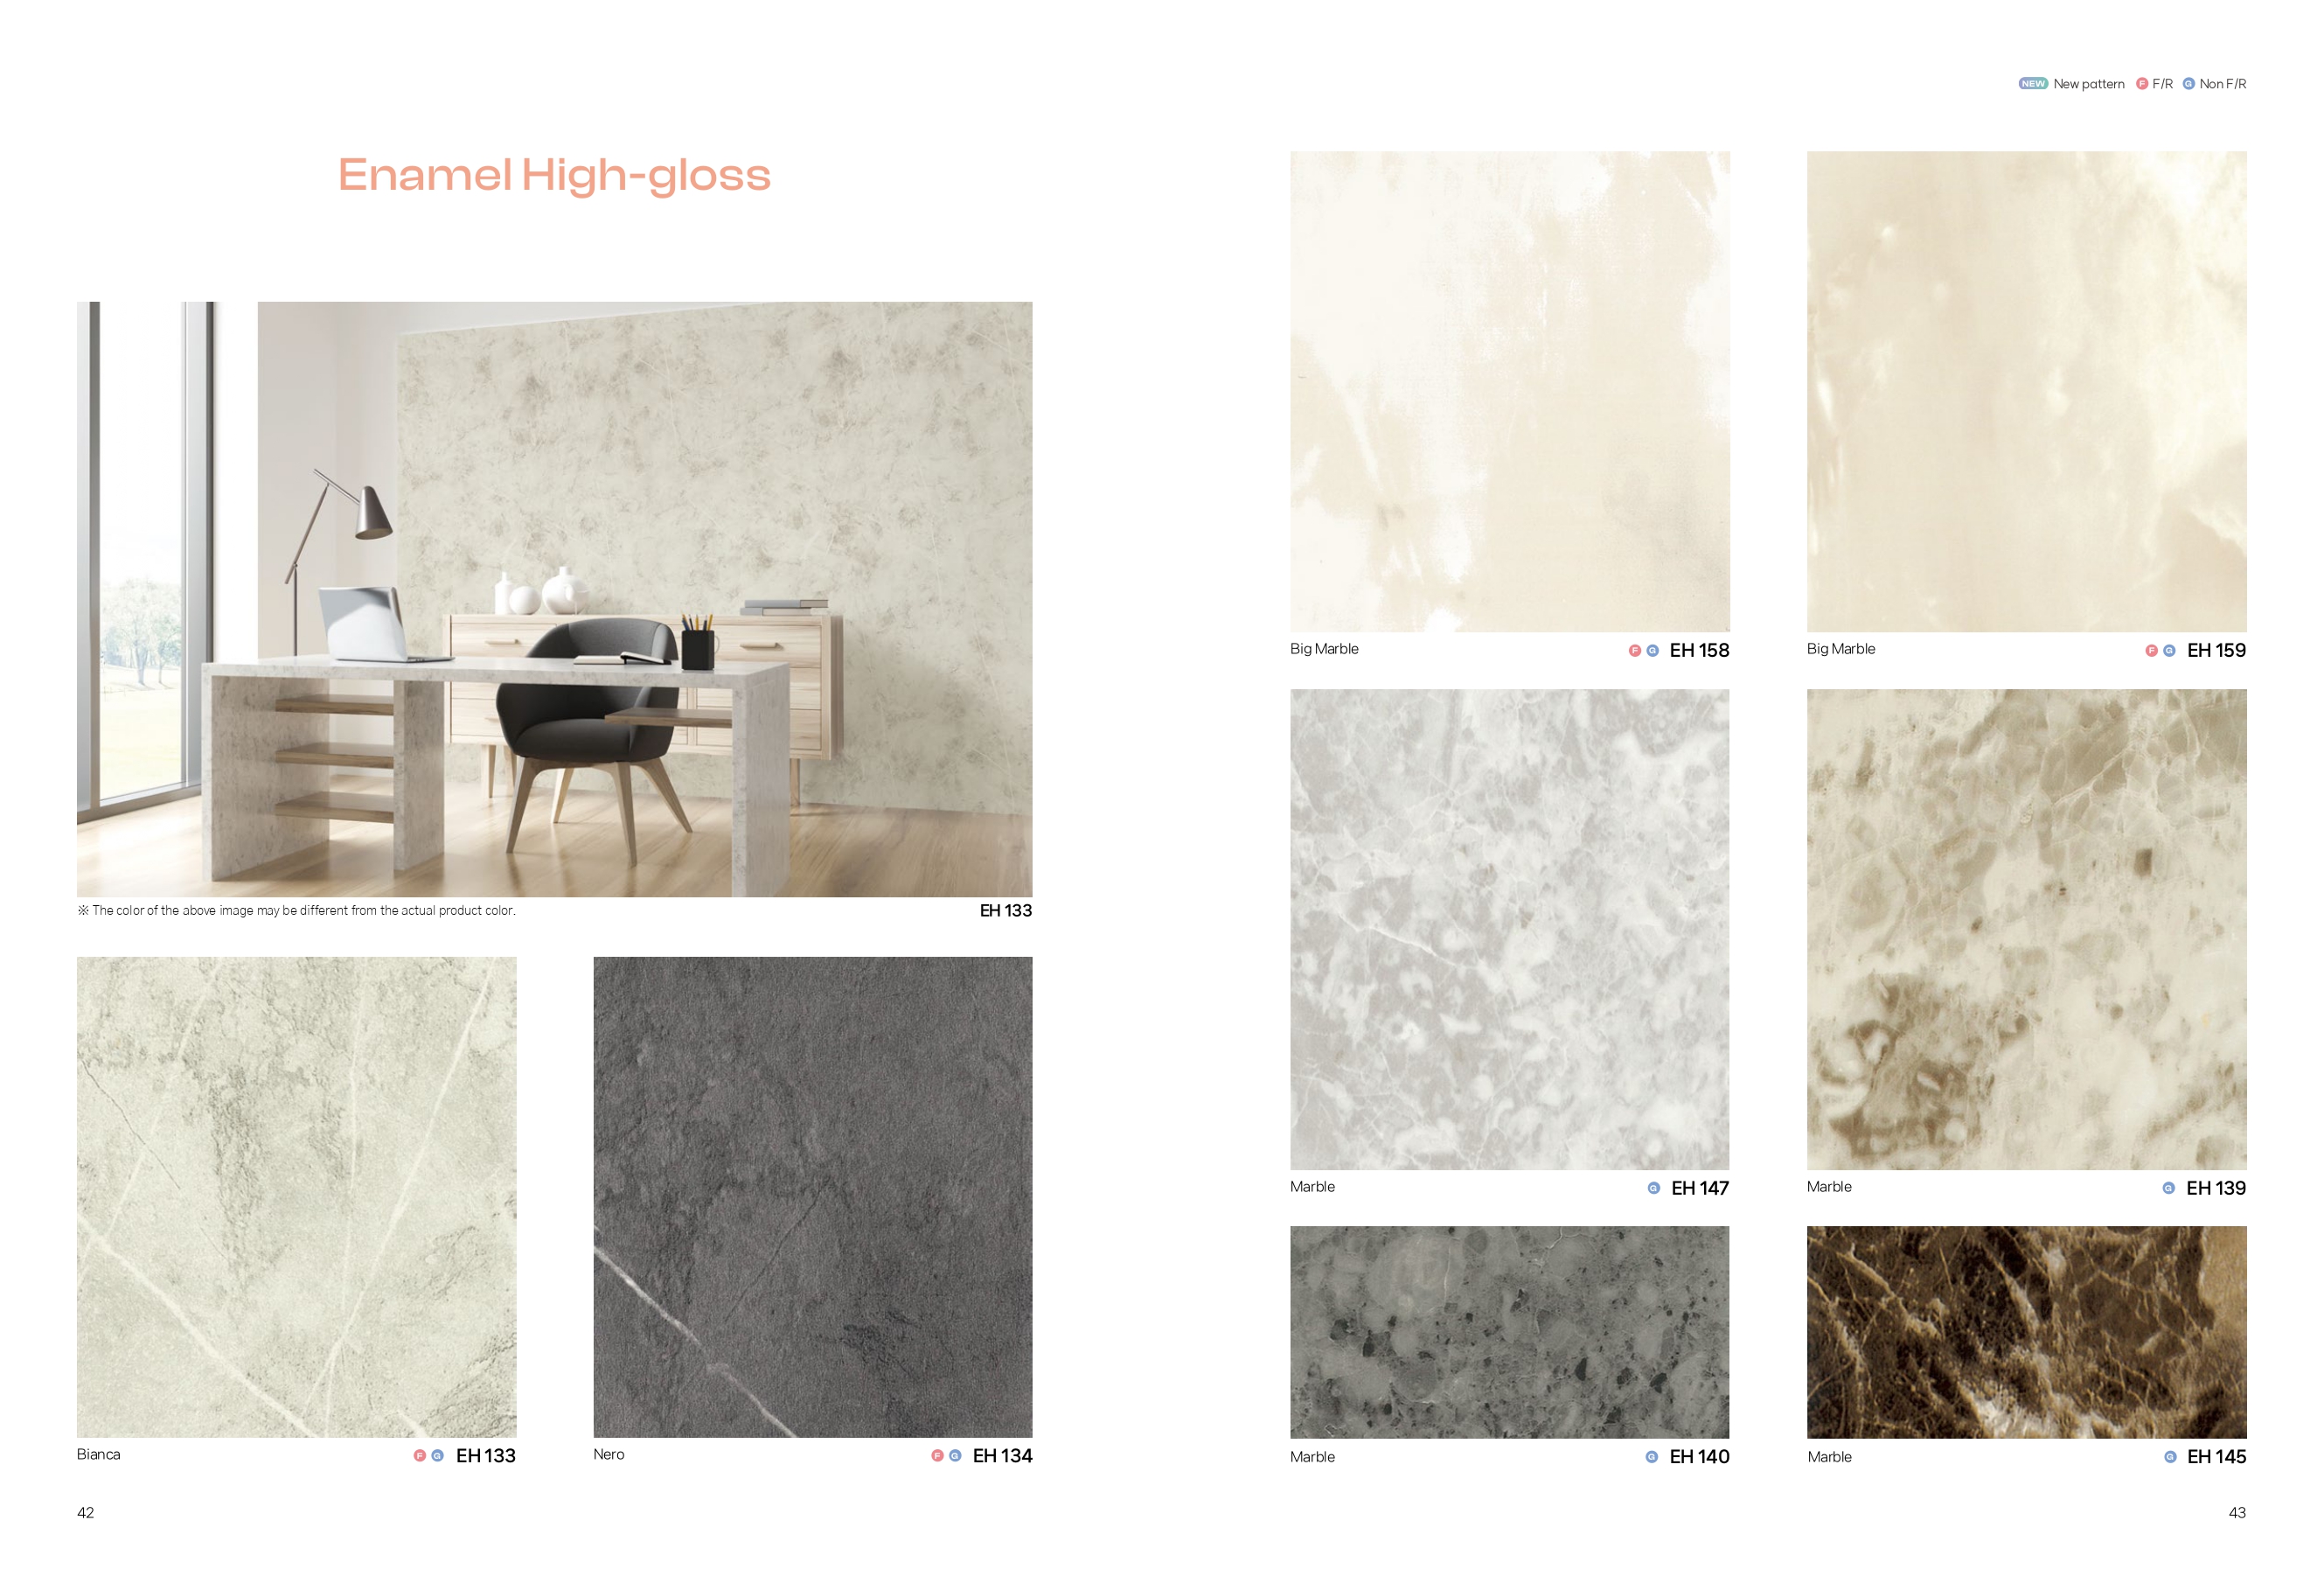 NEW New pattern F F/R G Non F/R
Enamel High-gloss
※ The color of the above image may be different from the actual product color.
EH 133
Bianca
F G EH 133
Nero
F G EH 134
42
Big Marble
F G EH 158
Big Marble
F G EH 159
Marble
G EH 147
Marble
G EH 139
Marble
G EH 140
Marble
G EH 145
43